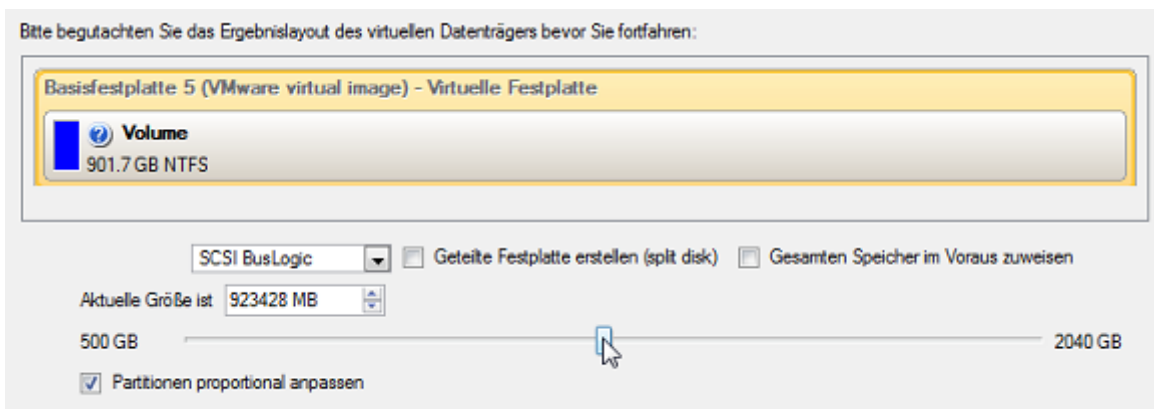 Bitte begutachten Sie das Ergebnislayout des virtuellen Datenträgers bevor Sie fortfahren:
Basisfestplatte 5 (VMware virtual image) - Virtuelle Festplatte
Volume
901.7 GB NTFS
SCSI BusLogic Geteilte Festplatte erstellen (split disk) Gesamten Speicher im Voraus zuweisen
Aktuelle Größe ist 923428 MB
500 GB 2040 GB
Partitionen proportional anpassen